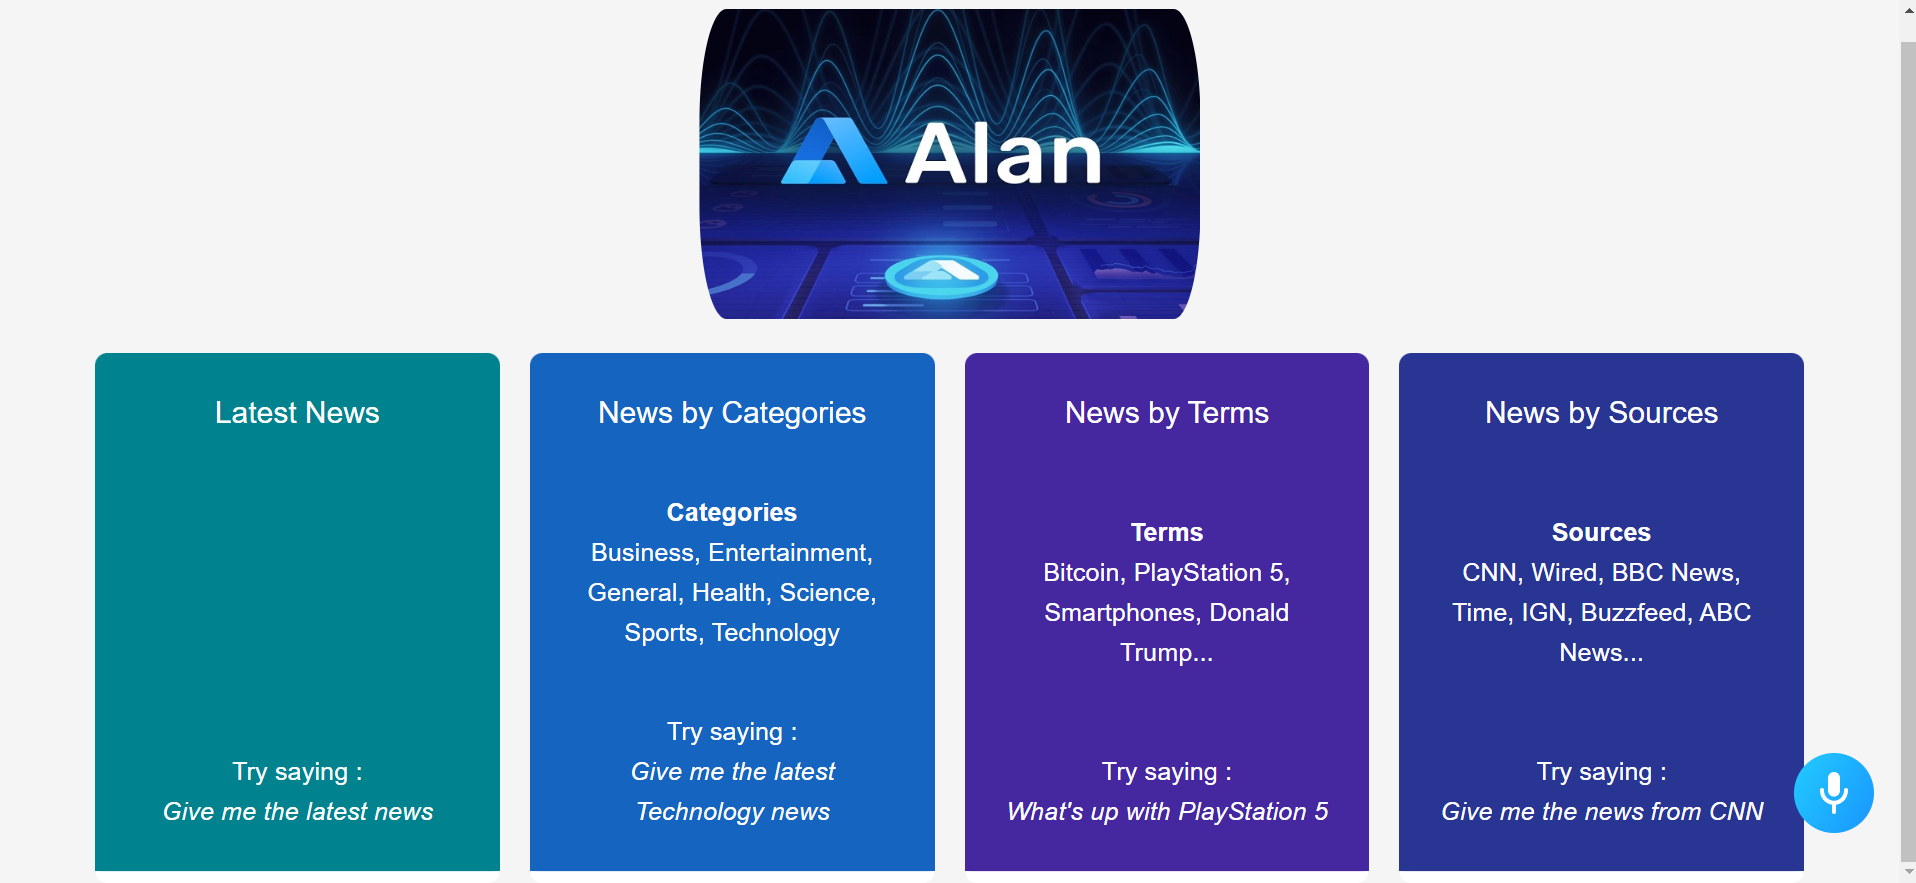 Alan
Latest News
Try saying :
Give me the latest news
News by Categories
Categories
Business, Entertainment,
General, Health, Science,
Sports, Technology
Try saying :
Give me the latest
Technology news
News by Terms
Terms
Bitcoin, PlayStation 5,
Smartphones, Donald
Trump...
Try saying :
What's up with PlayStation 5
News by Sources
Sources
CNN, Wired, BBC News,
Time, IGN, Buzzfeed, ABC
News...
Try saying :
Give me the news from CNN